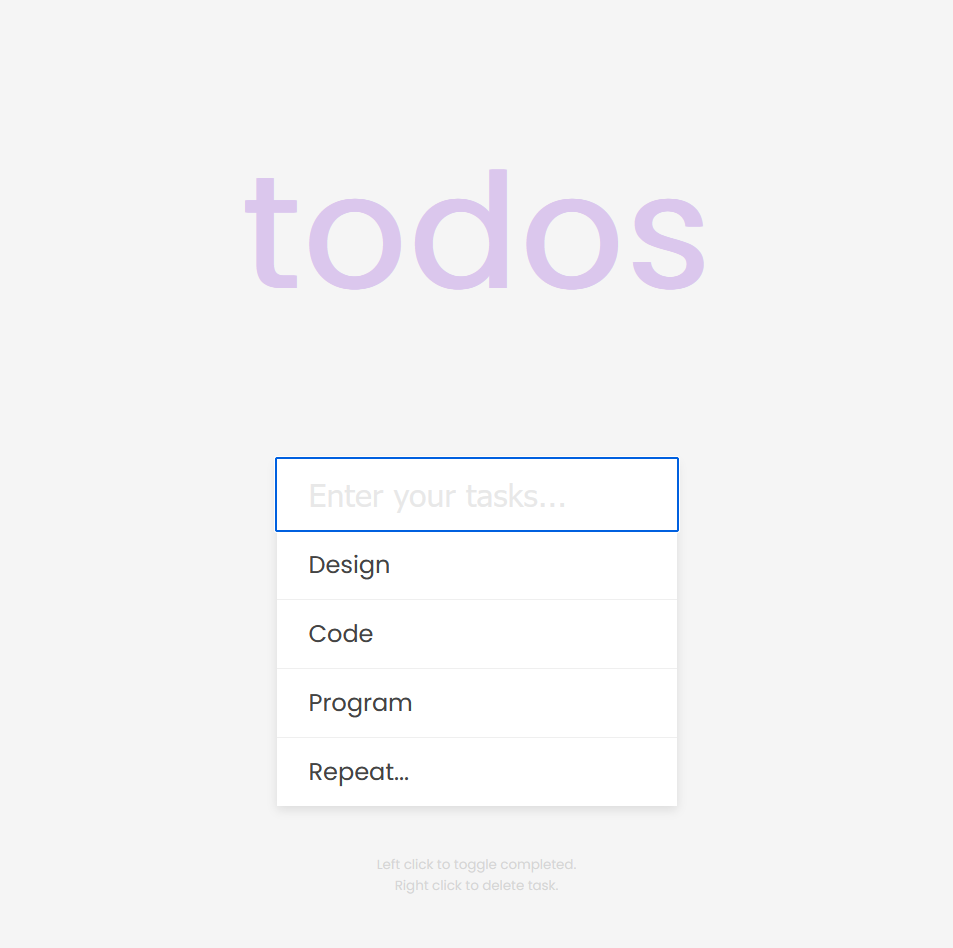 todos
Enter your tasks...
Design
Code
Program
Repeat...
Left click to toggle completed.
Right click to delete task.